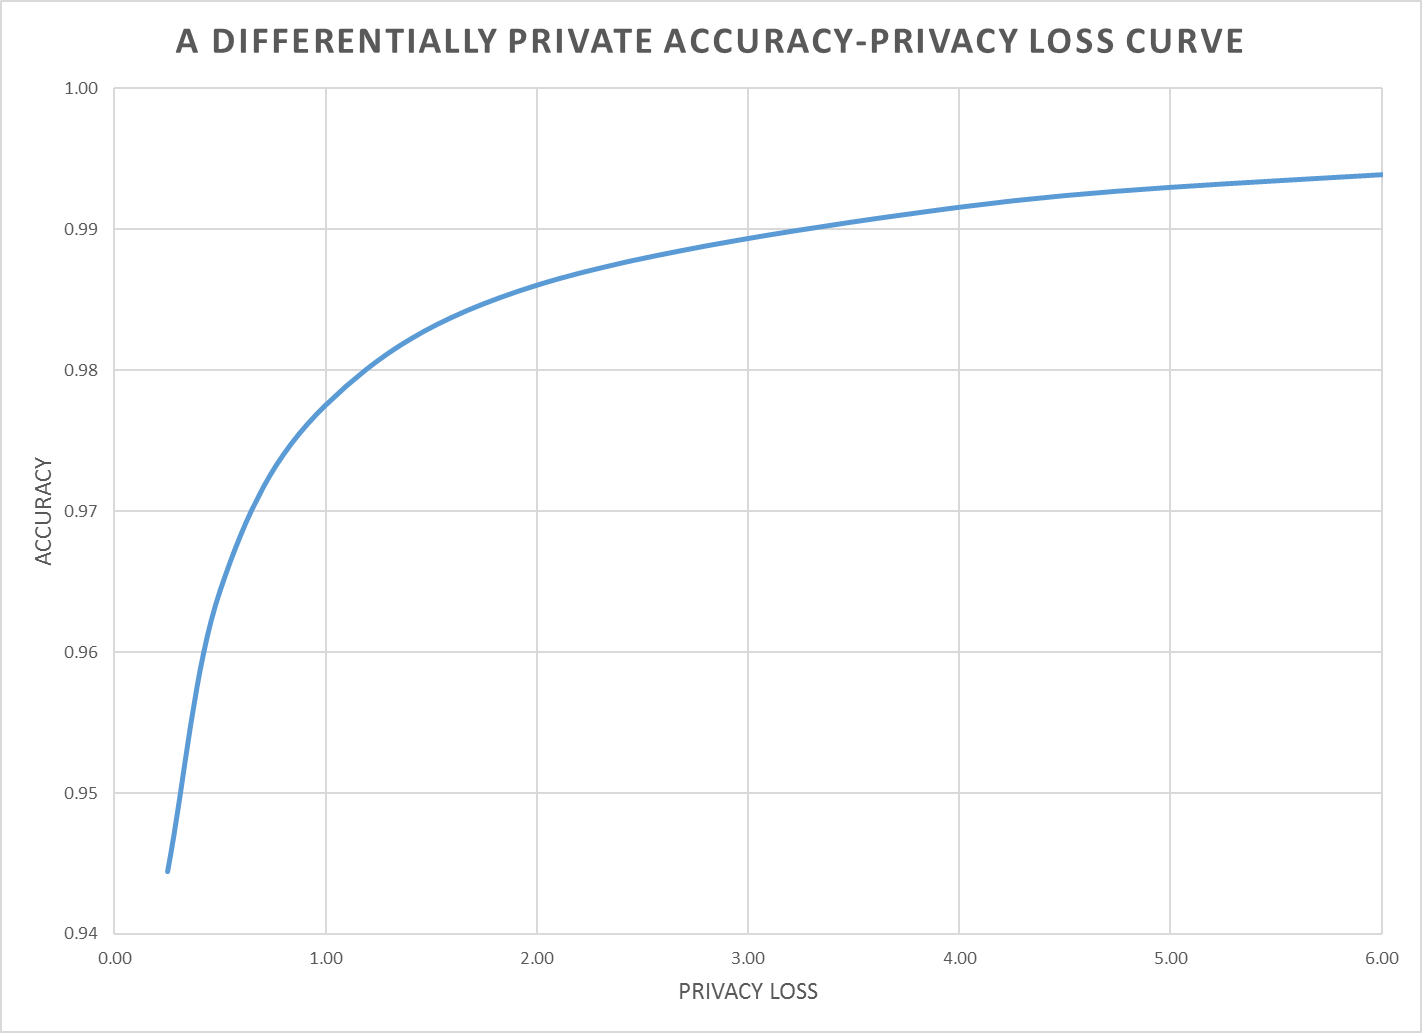 A DIFFERENTIALLY PRIVATE ACCURACY-PRIVACY LOSS CURVE
1.00
0.99
0.98
0.97
0.96
0.95
0.94
ACCURACY
0.00 1.00 2.00 3.00 4.00 5.00 6.00
PRIVACY LOSS